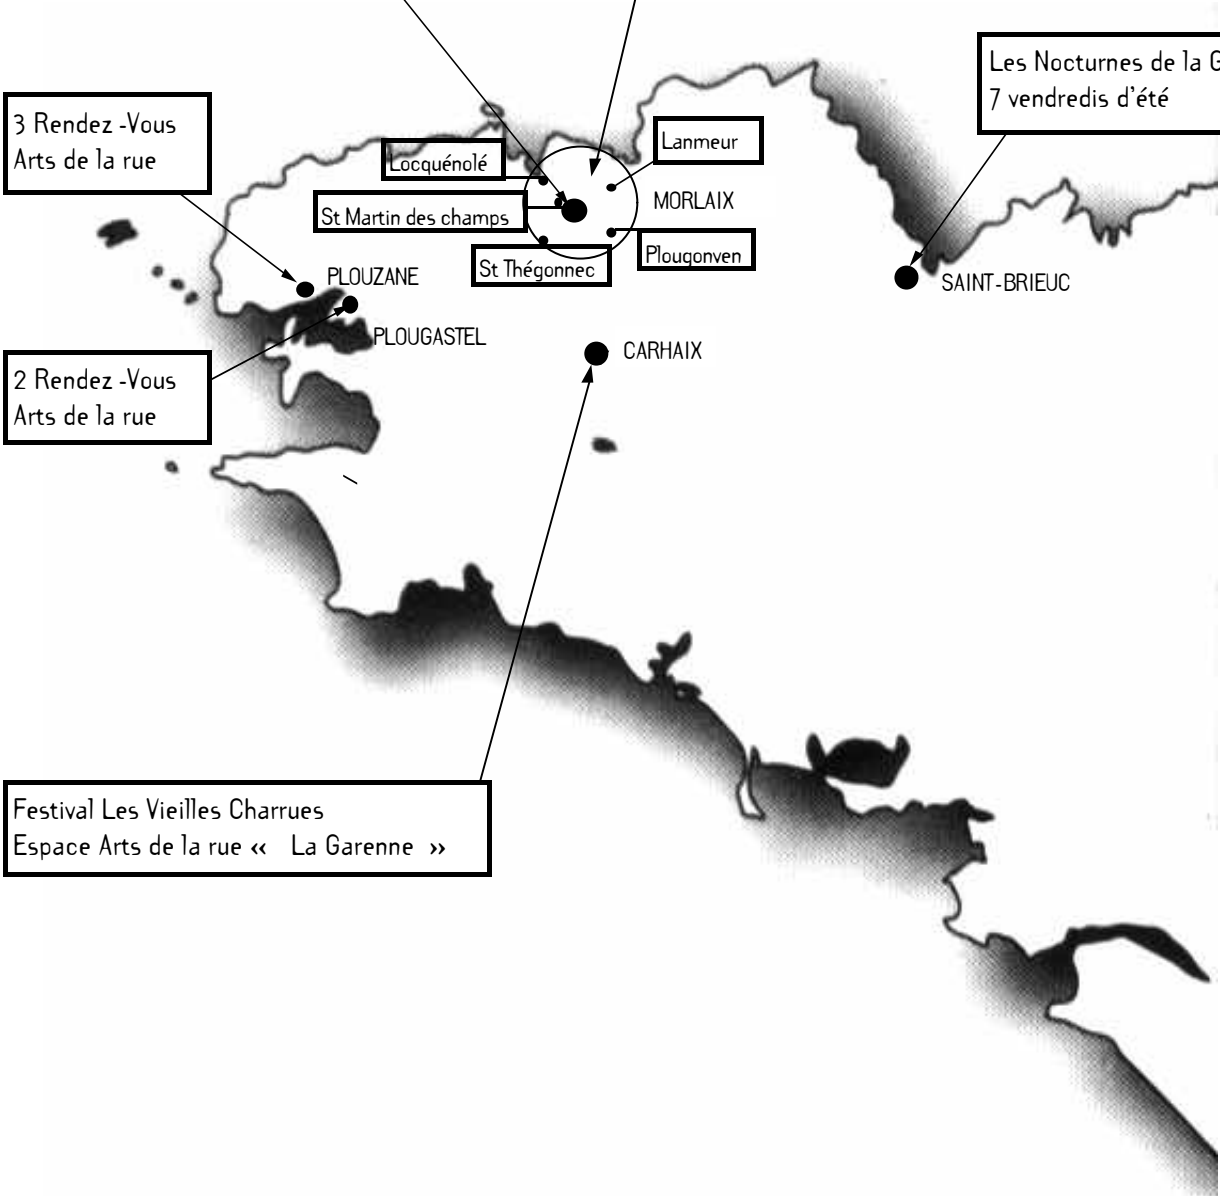 Les Nocturnes de la G
7 vendredis d'été
3 Rendez -Vous
Arts de la rue
Lanmeur
Locquénolé
MORLAIX
St Martin des champs
Plougonven
St Thégonnec
PLOUZANE
SAINT-BRIEUC
PLOUGASTEL
CARHAIX
2 Rendez -Vous
Arts de la rue
Festival Les Vieilles Charrues
Espace Arts de la rue « La Garenne »